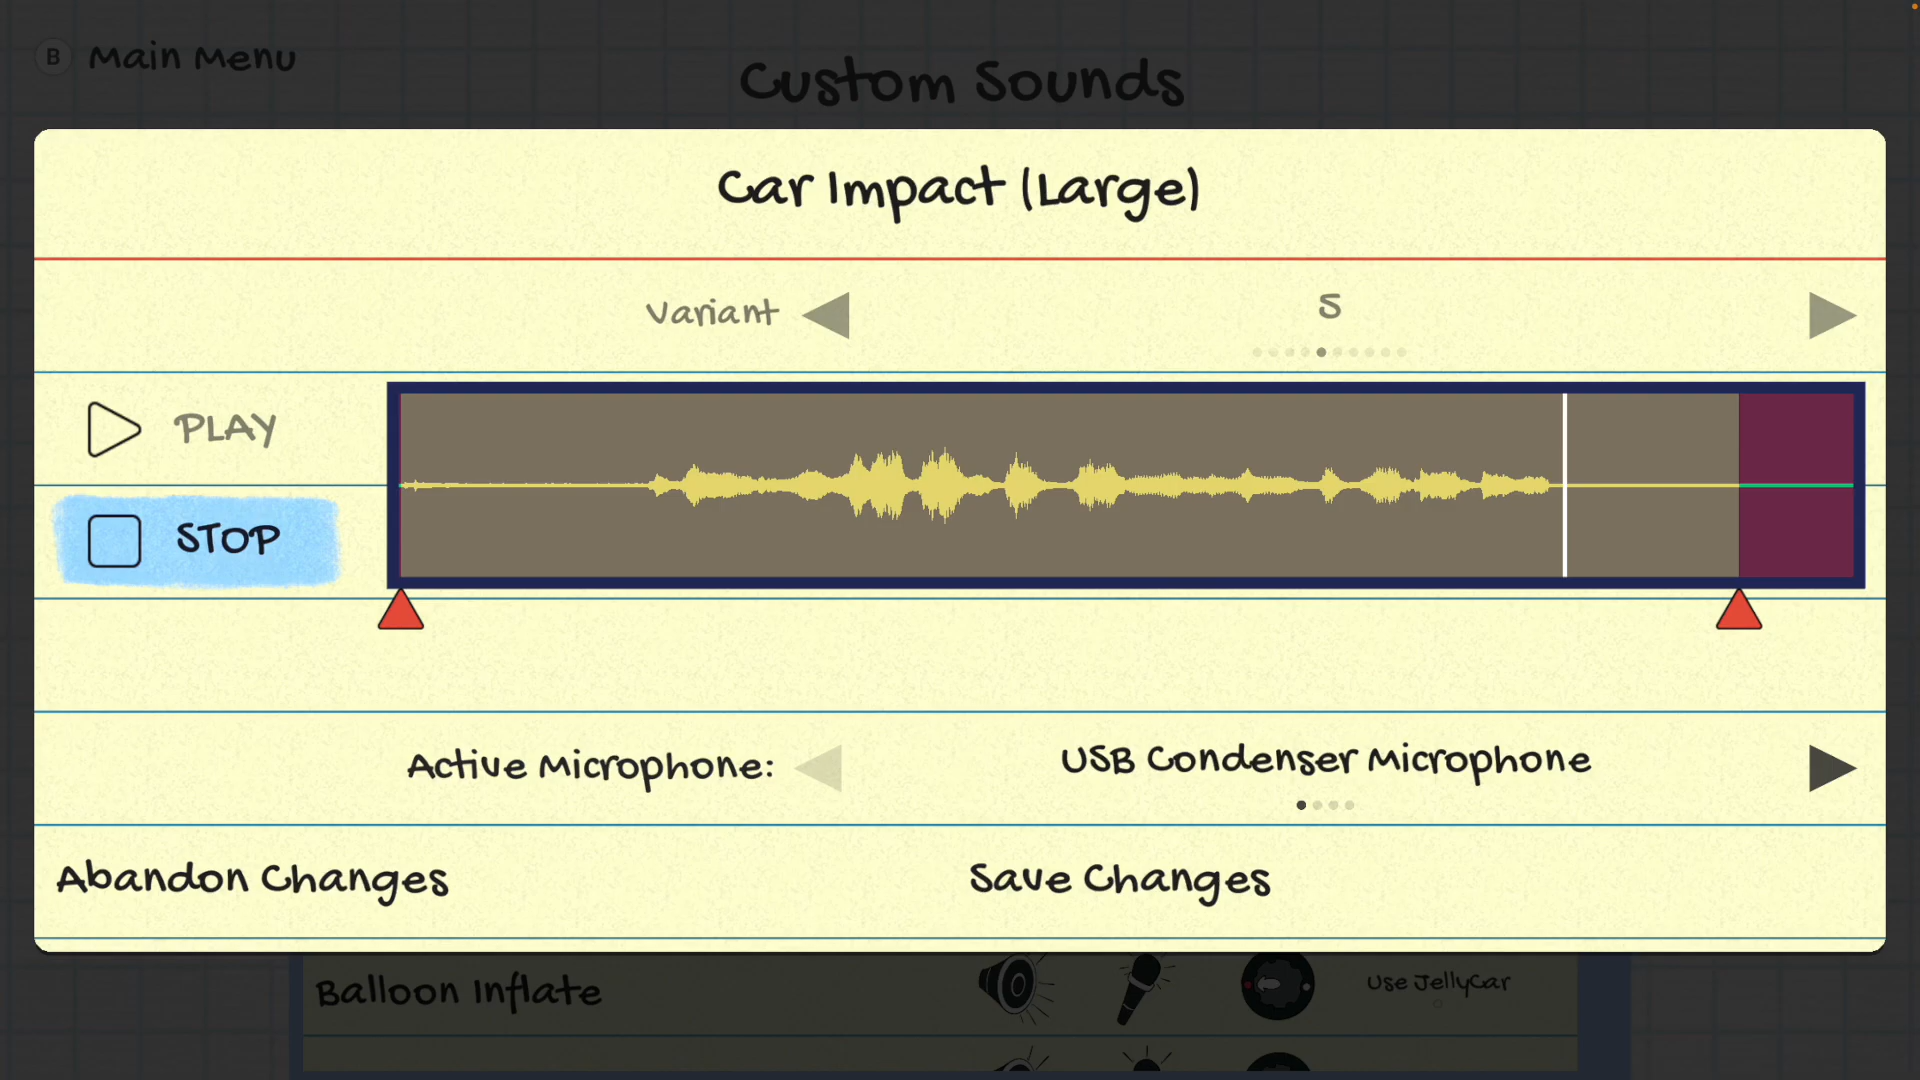 B Main Menu
Custom Sounds
Car Impact (Large)
Variant 5
PLAY
STOP
Active Microphone: USB Condenser Microphone
Abandon Changes Save Changes
Balloon Inflate Use JellyCar